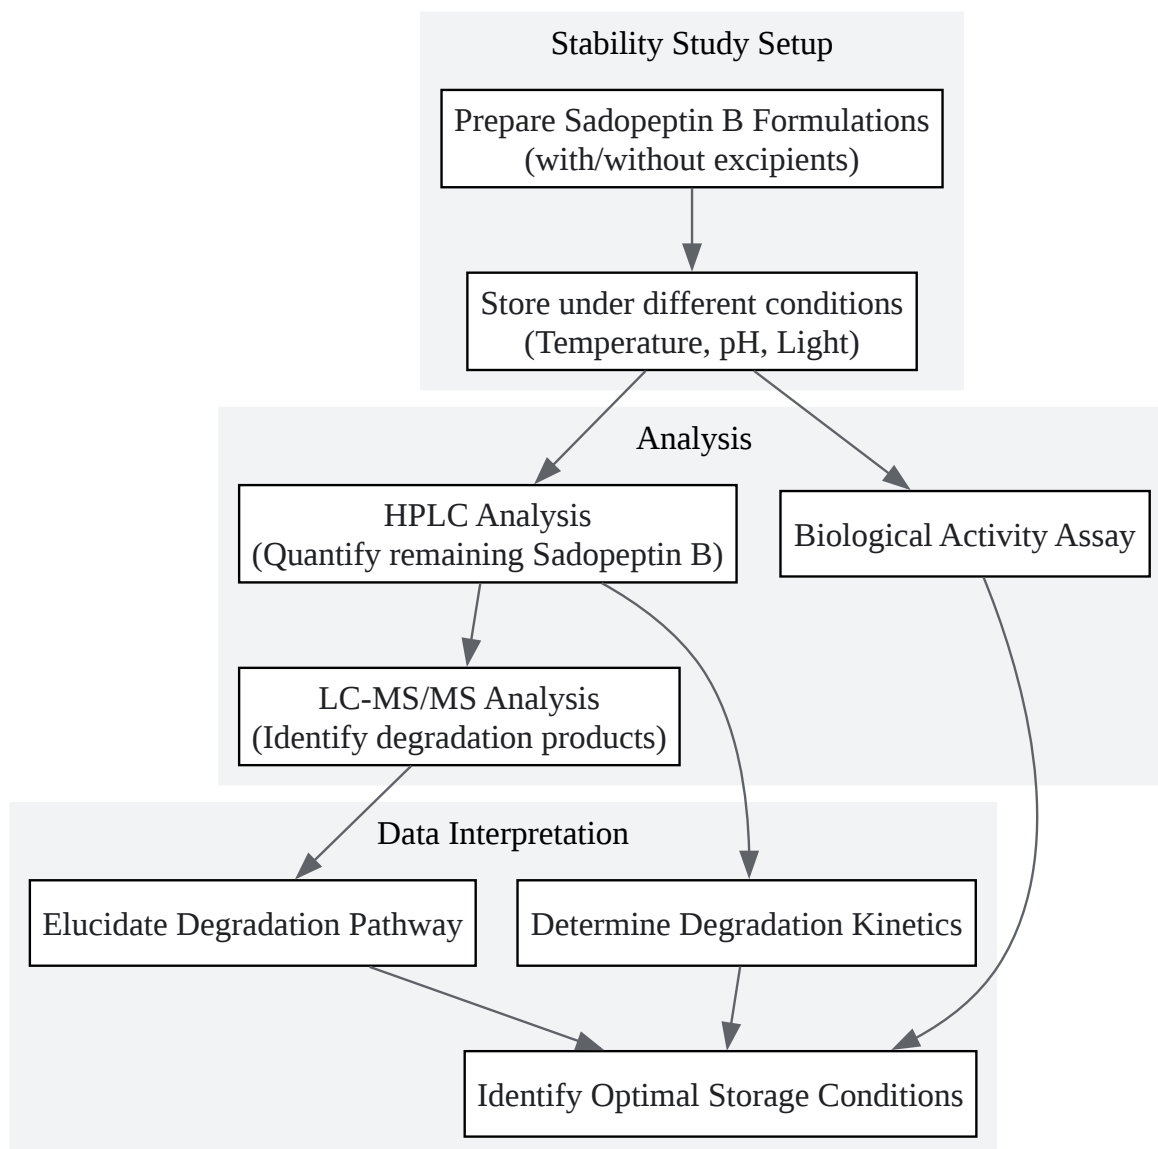 Stability Study Setup
Prepare Sadopeptin B Formulations
(with/without excipients)
Store under different conditions
(Temperature, pH, Light)
Analysis
HPLC Analysis
(Quantify remaining Sadopeptin B)
Biological Activity Assay
LC-MS/MS Analysis
(Identify degradation products)
Data Interpretation
Elucidate Degradation Pathway
Determine Degradation Kinetics
Identify Optimal Storage Conditions